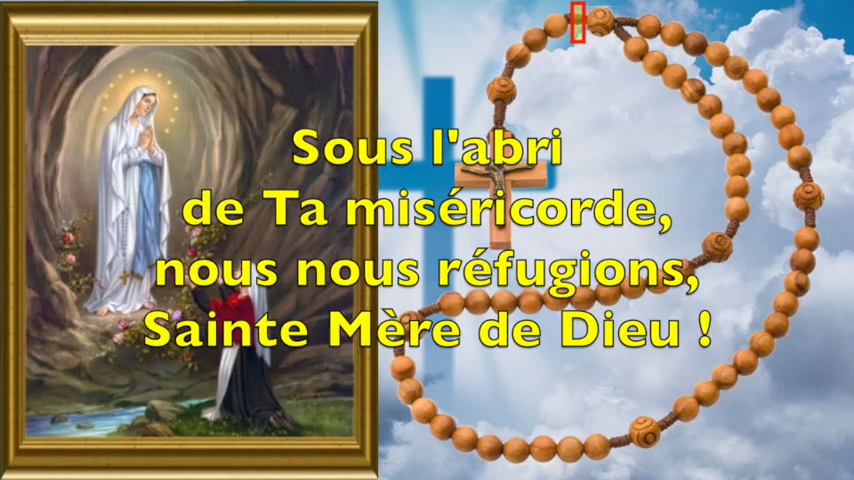 Sous l'abri
de Ta miséricorde,
nous nous réfugions,
Sainte Mère de Dieu !